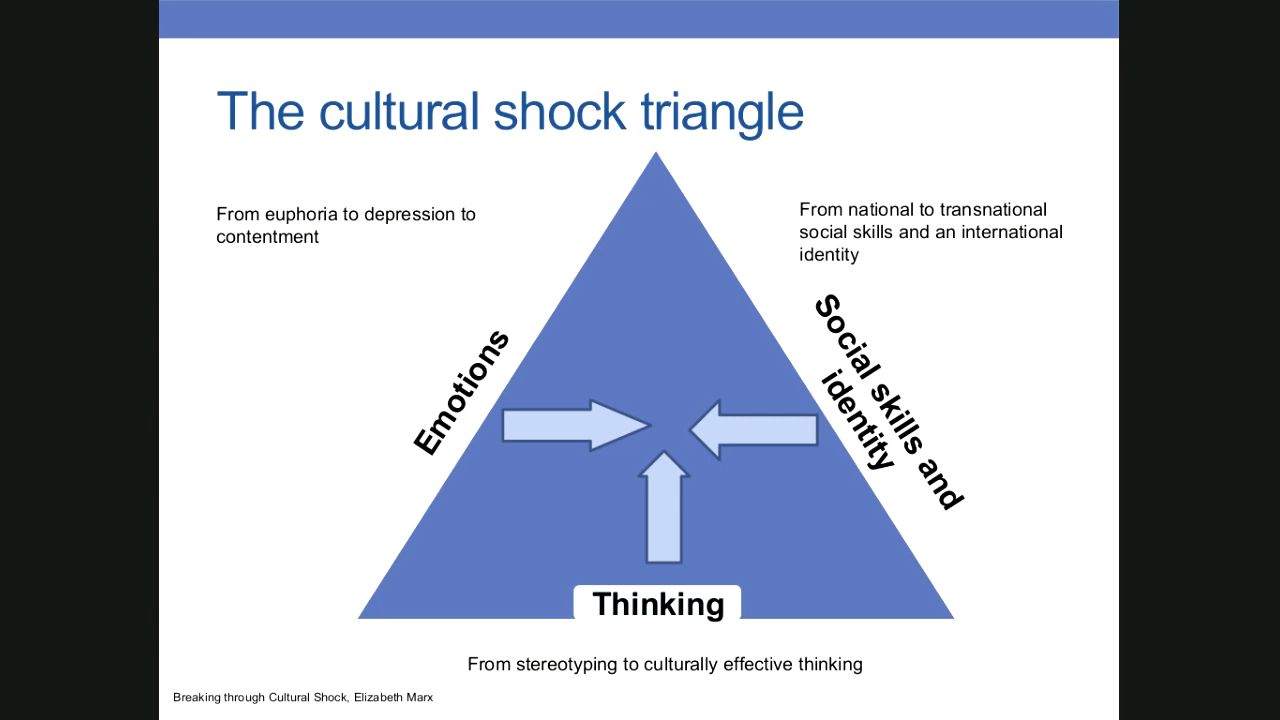 The cultural shock triangle
From euphoria to depression to
contentment
From national to transnational
social skills and an international
identity
Emotions
Social skills and
identity
Thinking
From stereotyping to culturally effective thinking
Breaking through Cultural Shock, Elizabeth Marx